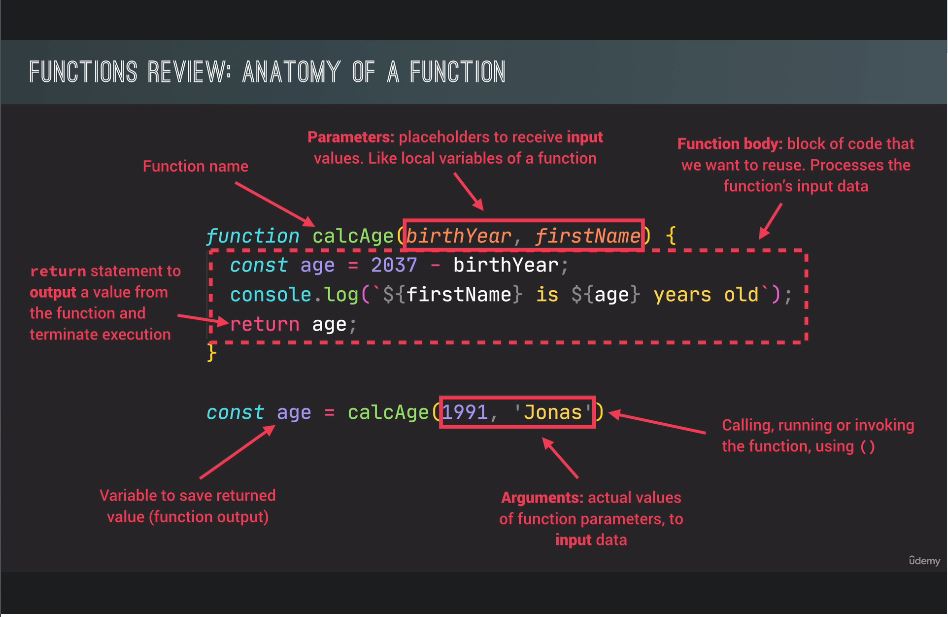 FUNCTIONS REVIEW: ANATOMY OF A FUNCTION
Function name
Parameters: placeholders to receive input
values. Like local variables of a function
Function body: block of code that
we want to reuse. Processes the
function's input data
function calcAge(birthYear, firstName) {
const age = 2037 - birthYear;
console.log(`${firstName} is ${age} years old`);
return age;
}
return statement to
output a value from
the function and
terminate execution
const age = calcAge(1991, 'Jonas')
Calling, running or invoking
the function, using ()
Variable to save returned
value (function output)
Arguments: actual values
of function parameters, to
input data
ûdemy